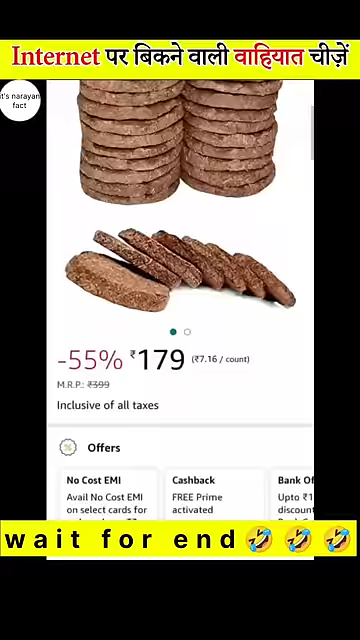 Internet पर बिकने वाली वाहियात चीज़ें
it's narayan
fact
-55% ₹179 (₹7.16 / count)
M.R.P.: ₹399
Inclusive of all taxes
Offers
No Cost EMI
Avail No Cost EMI
on select cards for
Cashback
FREE Prime
activated
Bank Of
Upto ₹1
discount
wait for end🤣🤣🤣